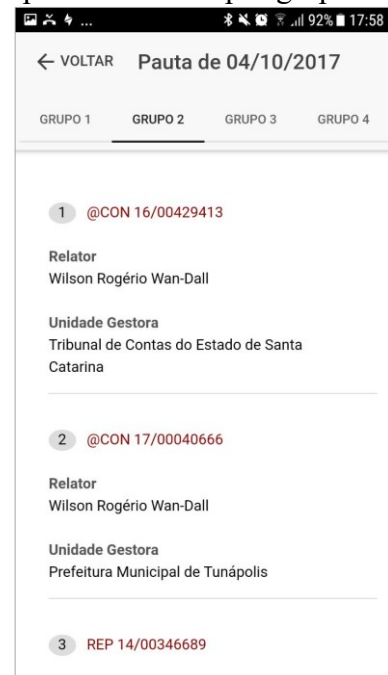 ... 92% 17:58
← VOLTAR Pauta de 04/10/2017
GRUPO 1 GRUPO 2 GRUPO 3 GRUPO 4
1 @CON 16/00429413
Relator
Wilson Rogério Wan-Dall
Unidade Gestora
Tribunal de Contas do Estado de Santa
Catarina
2 @CON 17/00040666
Relator
Wilson Rogério Wan-Dall
Unidade Gestora
Prefeitura Municipal de Tunápolis
3 REP 14/00346689